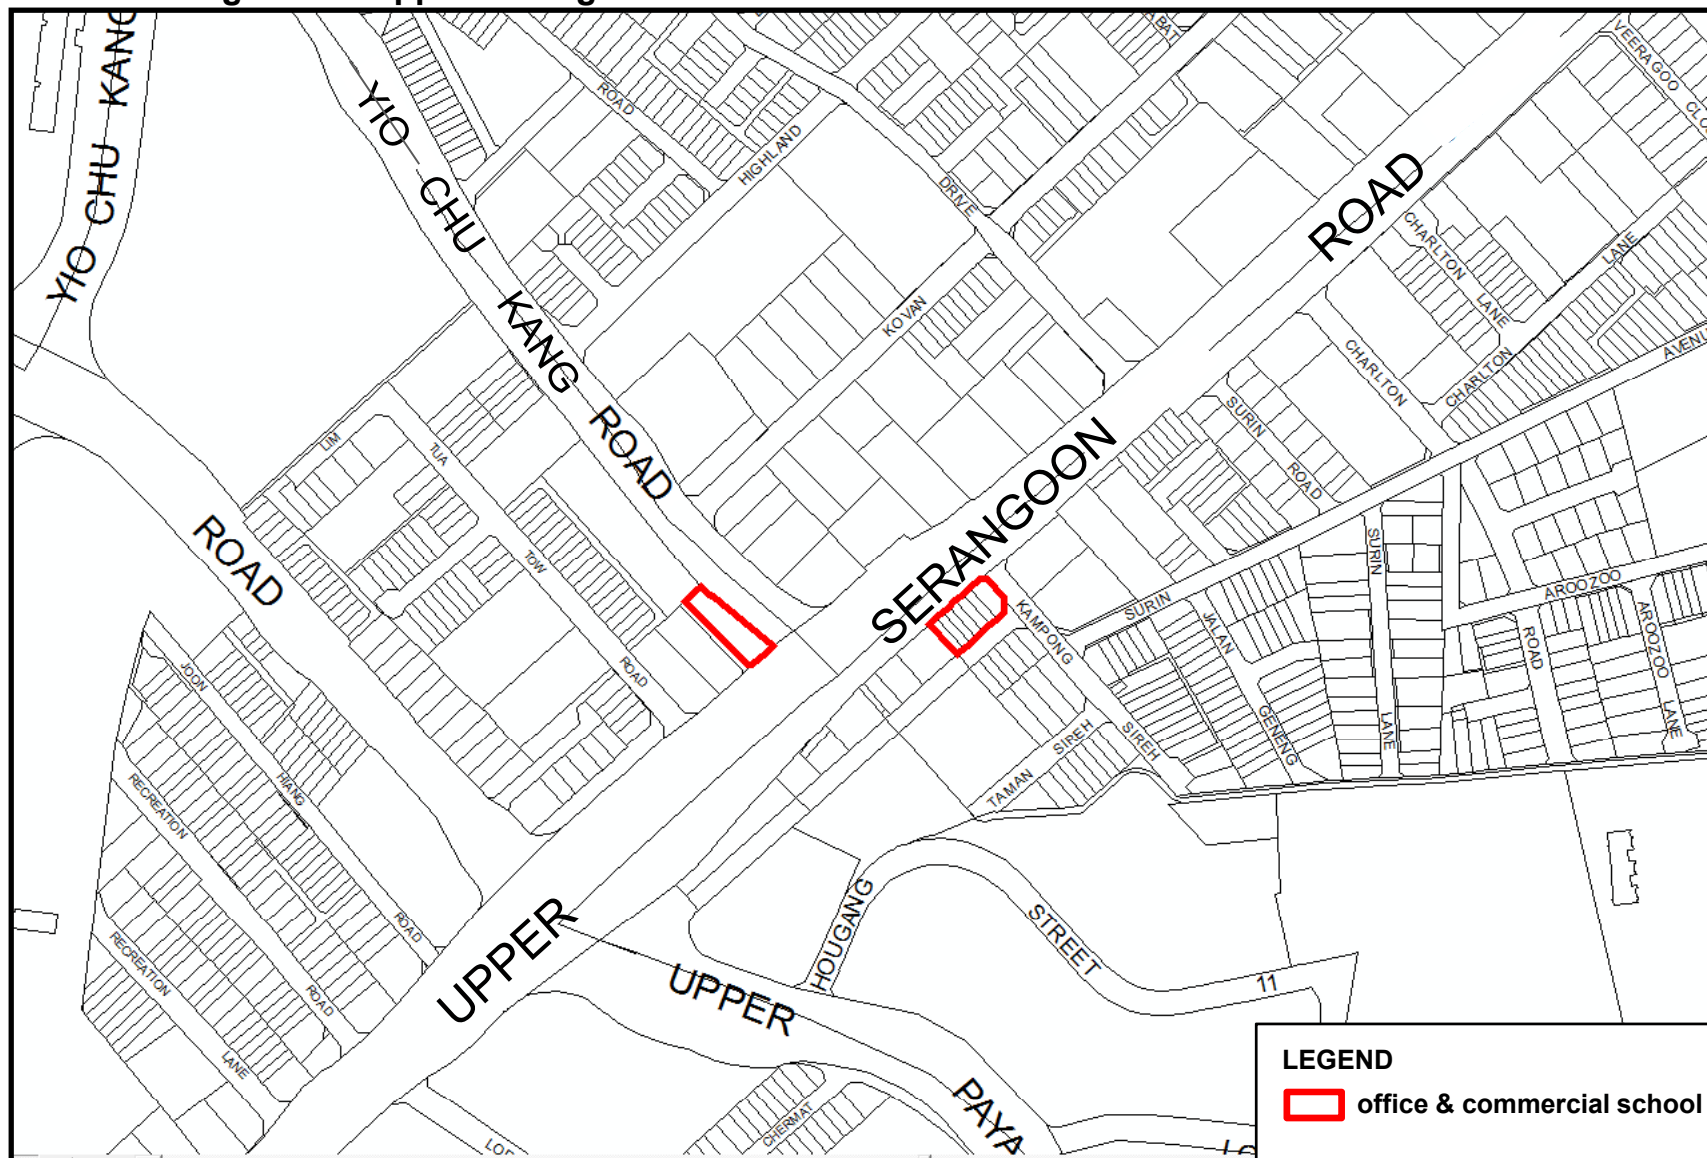 YIO CHU KANG
ROAD
YIO CHU KANG ROAD
ROAD
HIGHLAND
DRIVE
KOVAN
UPPER SERANGOON ROAD
VEERAGOO
CHARLTON LANE
CHARLTON LANE
CHARLTON
SURIN ROAD
SURIN
LIM TUA TOW ROAD
KAMPONG SIREH
TAMAN SIREH
JALAN GENENG
SURIN LANE
AROOZOO
ROAD
AROOZOO LANE
JOON HIANG ROAD
RECREATION ROAD
RECREATION LANE
HOUGANG STREET 11
UPPER PAYA
CHERMAT
LEGEND
office & commercial school